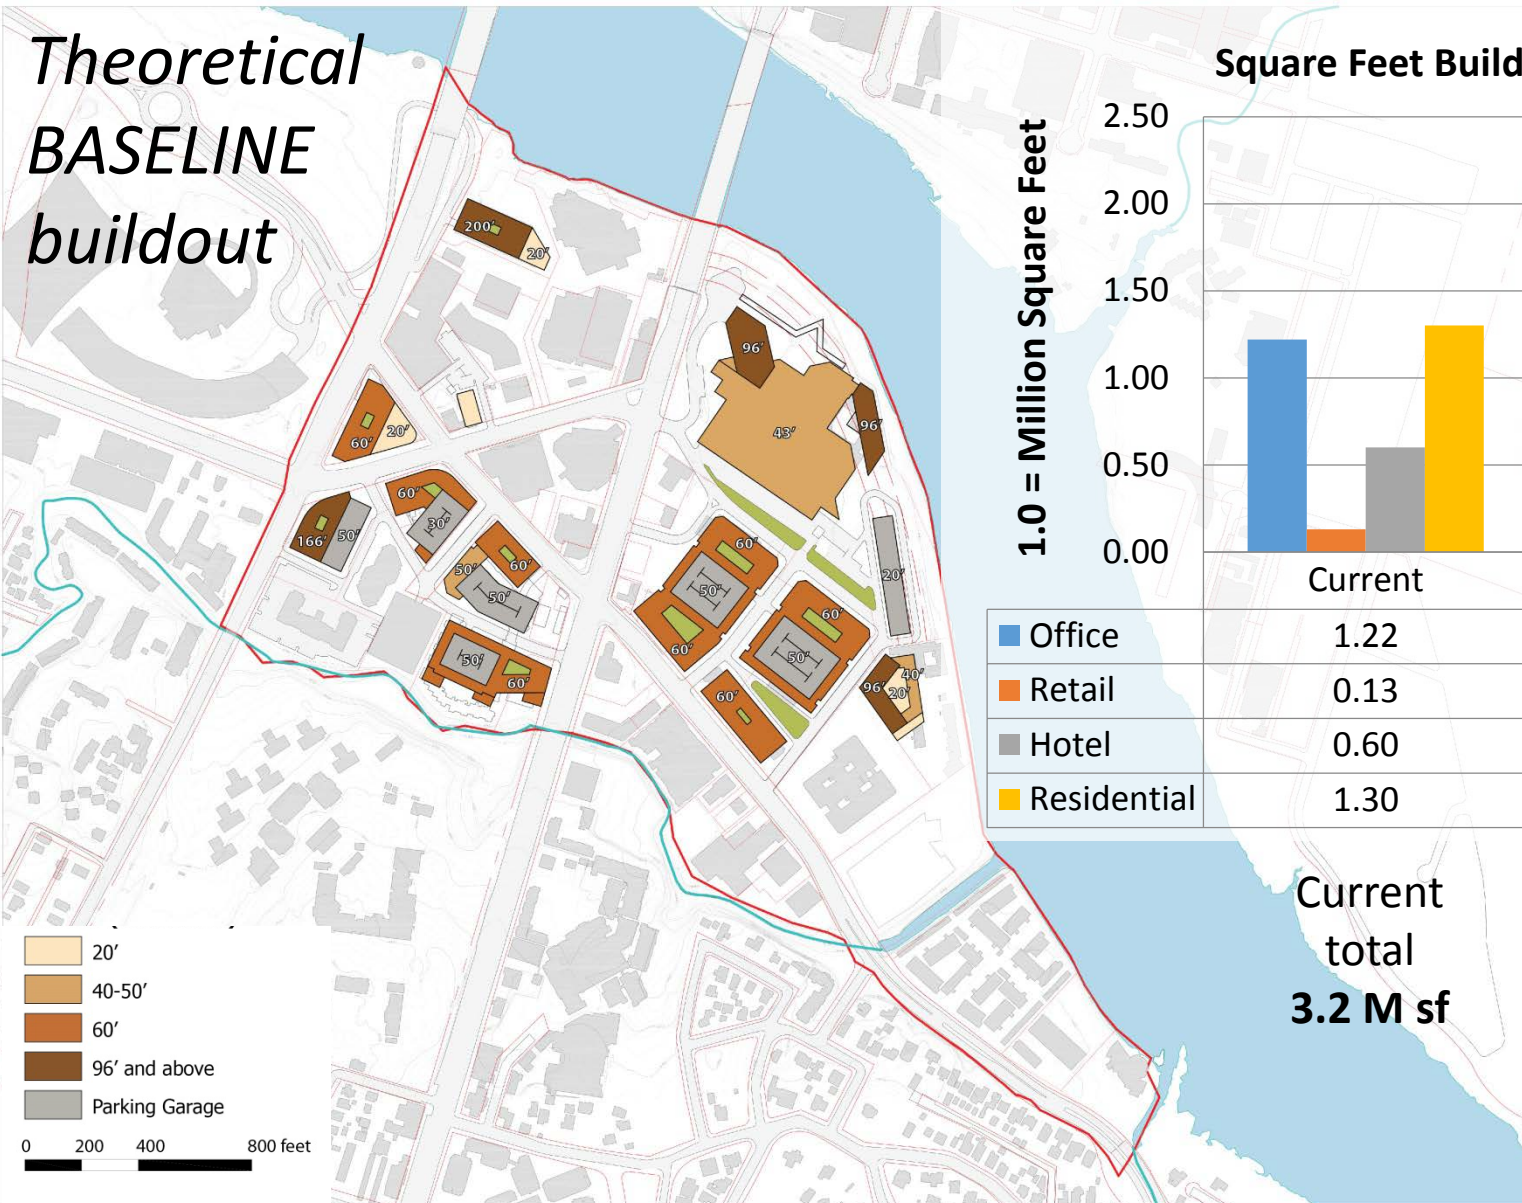 Theoretical
BASELINE
buildout
200'
20'
96'
43'
96'
60'
20'
60'
30'
166'
50'
60'
50'
50'
60'
50'
60'
20'
60'
60'
50'
50'
60'
60'
96'
40'
20'
20'
40-50'
60'
96' and above
Parking Garage
0 200 400 800 feet
Square Feet Build
1.0 = Million Square Feet
2.50
2.00
1.50
1.00
0.50
0.00
Current
Office 1.22
Retail 0.13
Hotel 0.60
Residential 1.30
Current
total
3.2 M sf